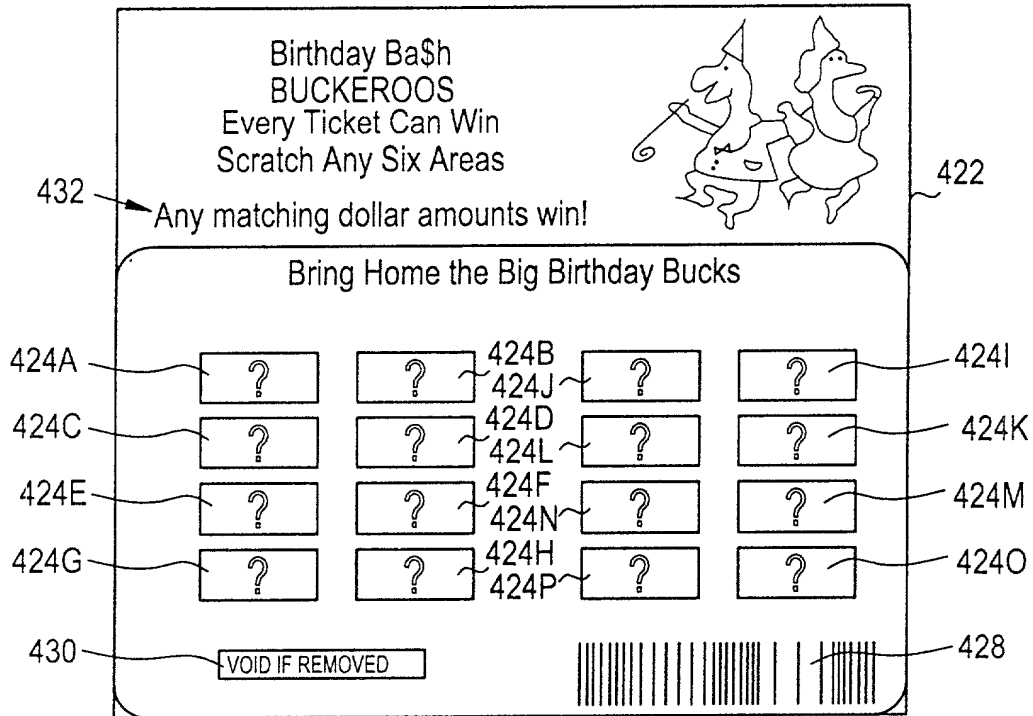 Birthday Ba$h
BUCKEROOS
Every Ticket Can Win
Scratch Any Six Areas
432
Any matching dollar amounts win!
422
Bring Home the Big Birthday Bucks
424A ? ? 424B 424J ? ? 424I
424C ? ? 424D 424L ? ? 424K
424E ? ? 424F 424N ? ? 424M
424G ? ? 424H 424P ? ? 424O
430 VOID IF REMOVED 428